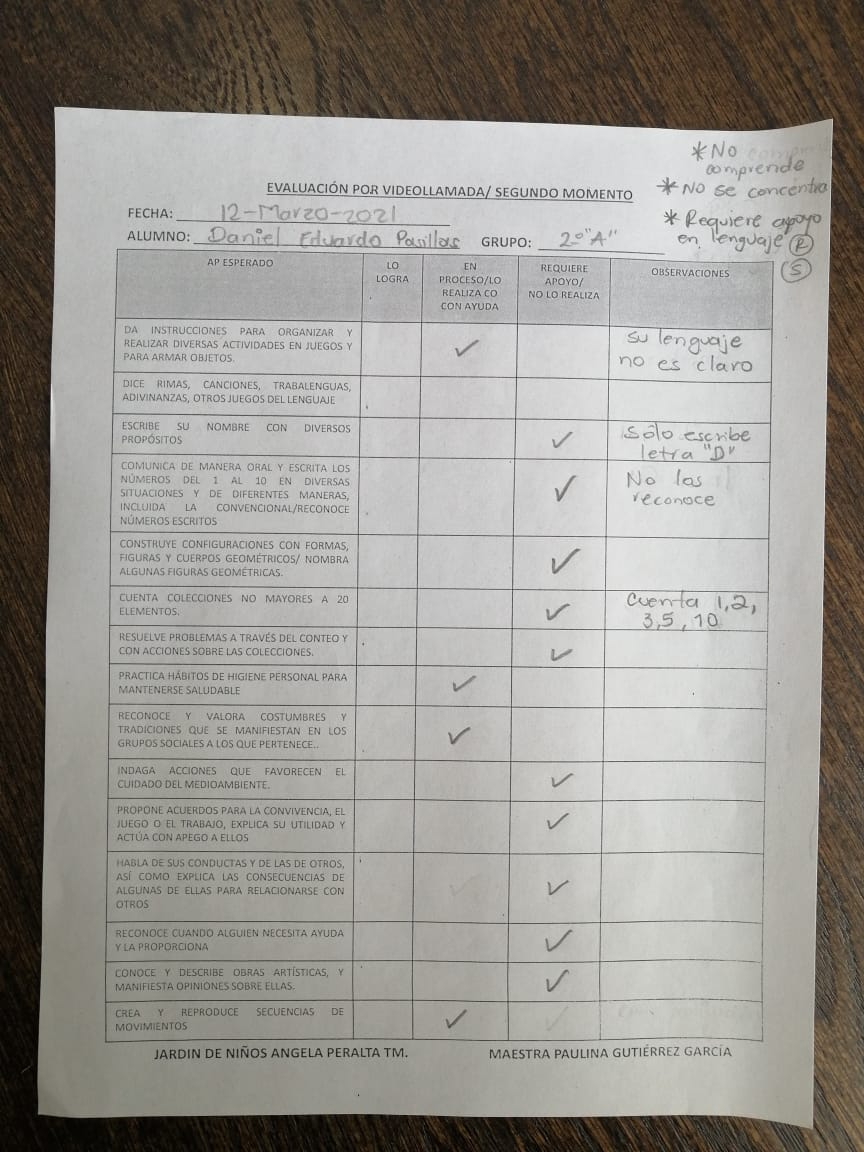 *No
comprende
* No se concentra
* Requiere apoyo
en lenguaje (R)
(S)
EVALUACIÓN POR VIDEOLLAMADA/ SEGUNDO MOMENTO
FECHA: 12-Marzo-2021
ALUMNO: Daniel Eduardo Pasillas GRUPO: 2º"A"
AP ESPERADO
LO
LOGRA
EN
PROCESO/LO
REALIZA CO
CON AYUDA
REQUIERE
APOYO/
NO LO REALIZA
OBSERVACIONES
DA INSTRUCCIONES PARA ORGANIZAR Y
REALIZAR DIVERSAS ACTIVIDADES EN JUEGOS Y
PARA ARMAR OBJETOS.
✓
su lenguaje
no es claro
DICE RIMAS, CANCIONES, TRABALENGUAS,
ADIVINANZAS, OTROS JUEGOS DEL LENGUAJE
ESCRIBE SU NOMBRE CON DIVERSOS
PROPÓSITOS
✓
Sólo escribe
letra "D"
COMUNICA DE MANERA ORAL Y ESCRITA LOS
NÚMEROS DEL 1 AL 10 EN DIVERSAS
SITUACIONES Y DE DIFERENTES MANERAS,
INCLUIDA LA CONVENCIONAL/RECONOCE
NÚMEROS ESCRITOS
✓
No los
reconoce
CONSTRUYE CONFIGURACIONES CON FORMAS,
FIGURAS Y CUERPOS GEOMÉTRICOS/ NOMBRA
ALGUNAS FIGURAS GEOMÉTRICAS.
✓
CUENTA COLECCIONES NO MAYORES A 20
ELEMENTOS.
✓
Cuenta 1,2,
3,5, 10
RESUELVE PROBLEMAS A TRAVÉS DEL CONTEO Y
CON ACCIONES SOBRE LAS COLECCIONES.
✓
PRACTICA HÁBITOS DE HIGIENE PERSONAL PARA
MANTENERSE SALUDABLE
✓
RECONOCE Y VALORA COSTUMBRES Y
TRADICIONES QUE SE MANIFIESTAN EN LOS
GRUPOS SOCIALES A LOS QUE PERTENECE..
✓
INDAGA ACCIONES QUE FAVORECEN EL
CUIDADO DEL MEDIOAMBIENTE.
✓
PROPONE ACUERDOS PARA LA CONVIVENCIA, EL
JUEGO O EL TRABAJO, EXPLICA SU UTILIDAD Y
ACTÚA CON APEGO A ELLOS
✓
HABLA DE SUS CONDUCTAS Y DE LAS DE OTROS,
ASÍ COMO EXPLICA LAS CONSECUENCIAS DE
ALGUNAS DE ELLAS PARA RELACIONARSE CON
OTROS
✓
RECONOCE CUANDO ALGUIEN NECESITA AYUDA
Y LA PROPORCIONA
✓
CONOCE Y DESCRIBE OBRAS ARTÍSTICAS, Y
MANIFIESTA OPINIONES SOBRE ELLAS.
✓
CREA Y REPRODUCE SECUENCIAS DE
MOVIMIENTOS
✓
JARDIN DE NIÑOS ANGELA PERALTA TM. MAESTRA PAULINA GUTIÉRREZ GARCÍA